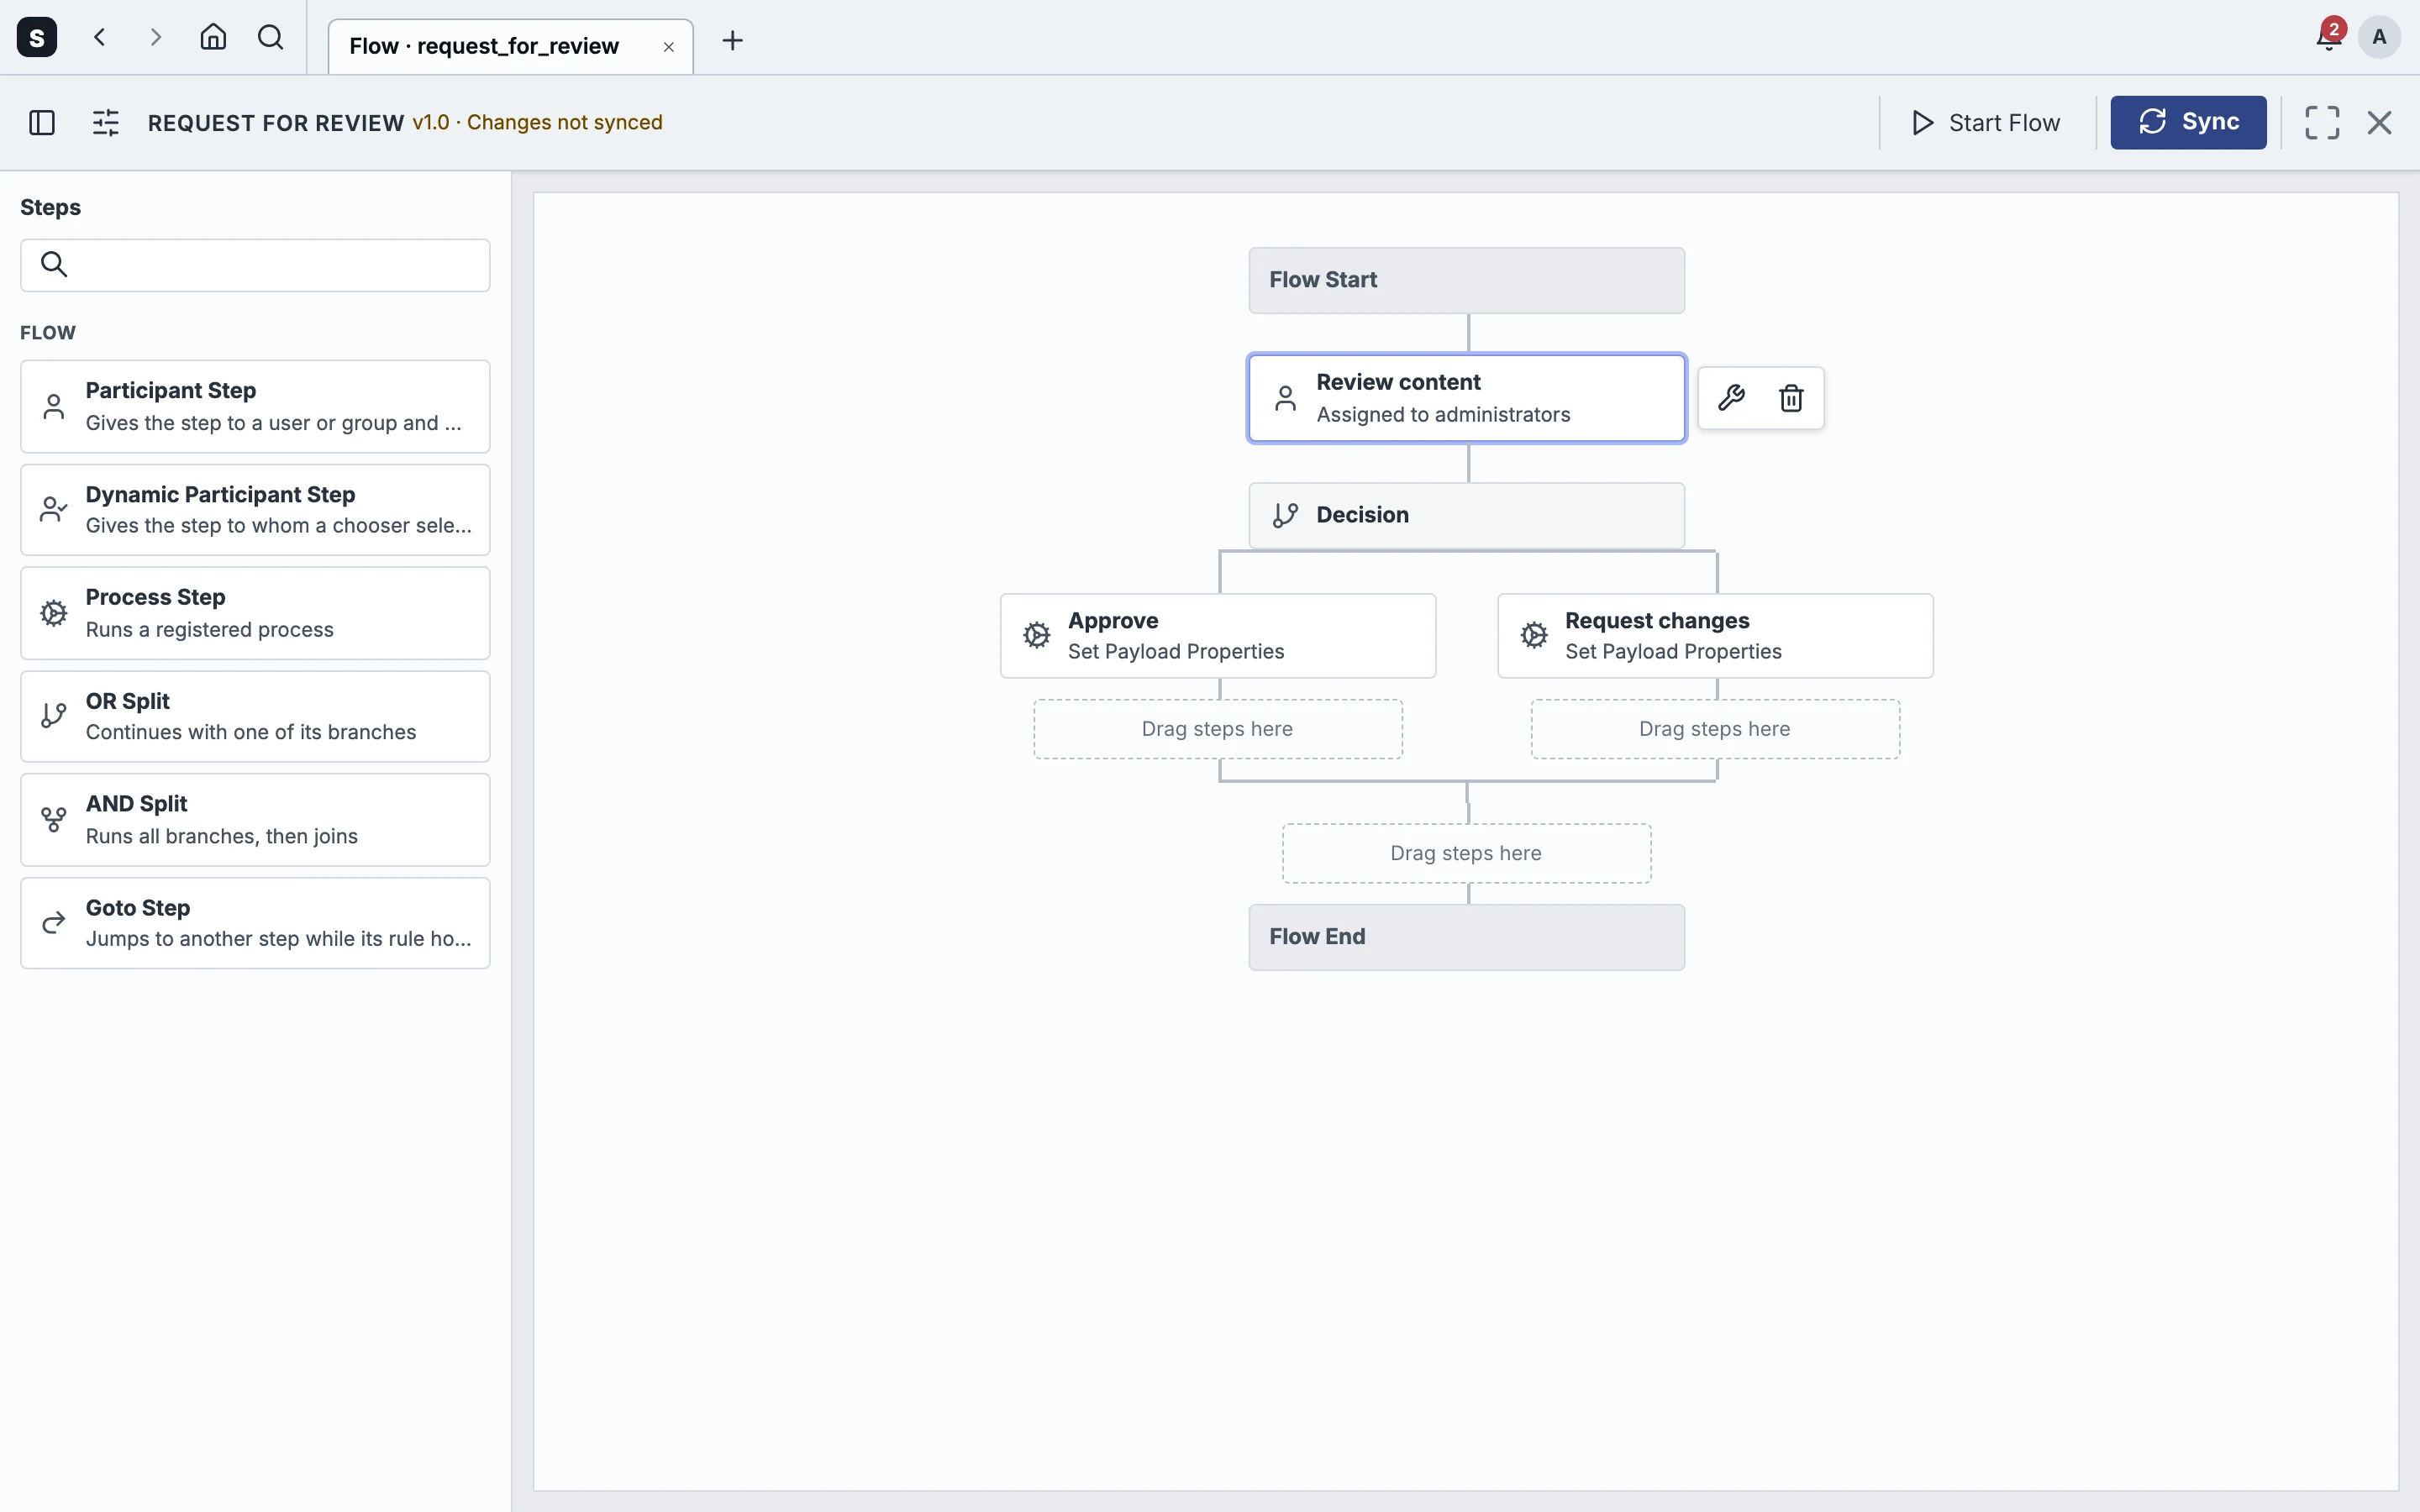 S
Flow · request_for_review
2
A
REQUEST FOR REVIEW v1.0 · Changes not synced
Start Flow
Sync
Steps
FLOW
Participant Step
Gives the step to a user or group and ...
Dynamic Participant Step
Gives the step to whom a chooser sele...
Process Step
Runs a registered process
OR Split
Continues with one of its branches
AND Split
Runs all branches, then joins
Goto Step
Jumps to another step while its rule ho...
Flow Start
Review content
Assigned to administrators
Decision
Approve
Set Payload Properties
Request changes
Set Payload Properties
Drag steps here
Drag steps here
Drag steps here
Flow End